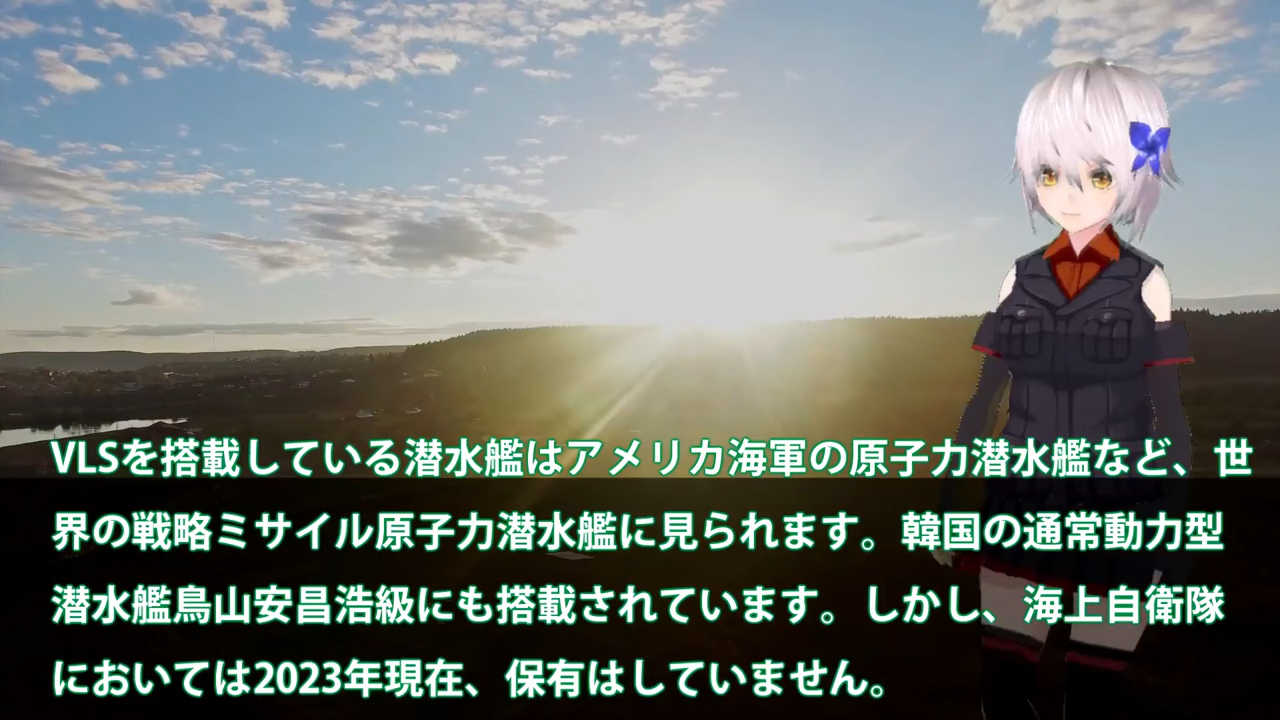 VLSを搭載している潜水艦はアメリカ海軍の原子力潜水艦など、世
界の戦略ミサイル原子力潜水艦に見られます。韓国の通常動力型
潜水艦鳥山安昌浩級にも搭載されています。しかし、海上自衛隊
においては2023年現在、保有はしていません。